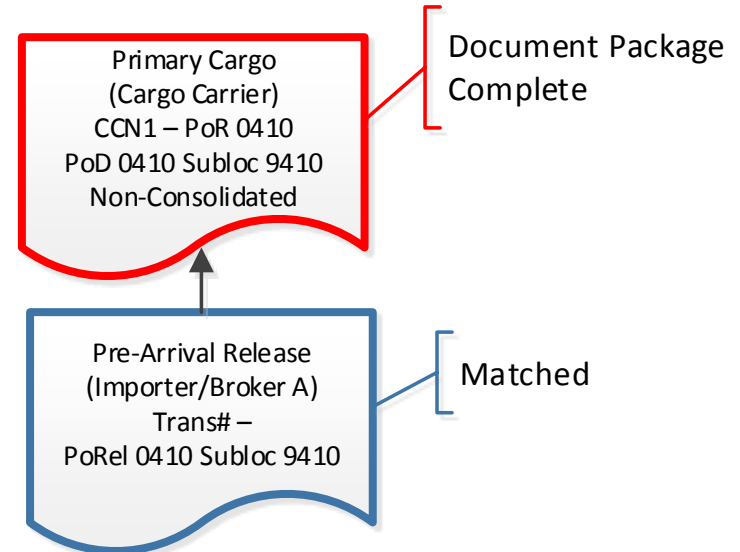 Primary Cargo
(Cargo Carrier)
CCN1 – PoR 0410
PoD 0410 Subloc 9410
Non-Consolidated
Document Package
Complete
Pre-Arrival Release
(Importer/Broker A)
Trans# –
PoRel 0410 Subloc 9410
Matched